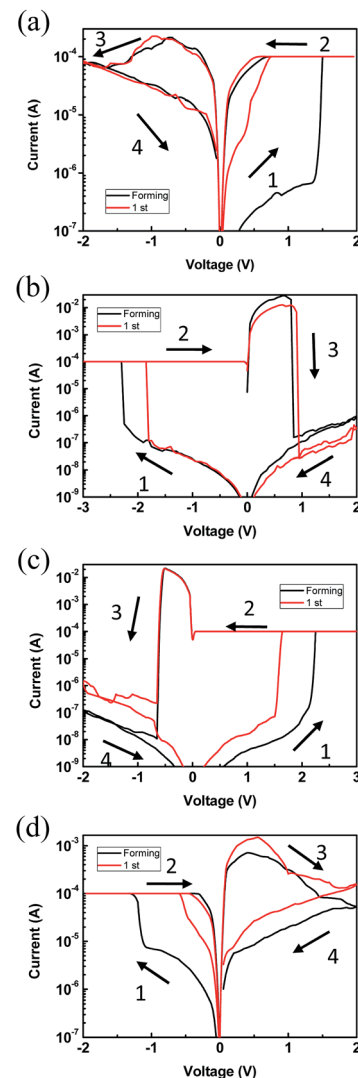 (a)
3
2
10⁻⁴
10⁻⁵
10⁻⁶
10⁻⁷
Current (A)
4
1
Forming
1 st
-2 -1 0 1 2
Voltage (V)
(b)
10⁻²
10⁻³
10⁻⁴
10⁻⁵
10⁻⁶
10⁻⁷
10⁻⁸
10⁻⁹
Current (A)
Forming
1 st
2
3
1
4
-3 -2 -1 0 1 2
Voltage (V)
(c)
10⁻²
10⁻³
10⁻⁴
10⁻⁵
10⁻⁶
10⁻⁷
10⁻⁸
10⁻⁹
Current (A)
Forming
1 st
3
2
4
1
-2 -1 0 1 2 3
Voltage (V)
(d)
10⁻³
10⁻⁴
10⁻⁵
10⁻⁶
10⁻⁷
Current (A)
Forming
1 st
2
3
1
4
-2 -1 0 1 2
Voltage (V)